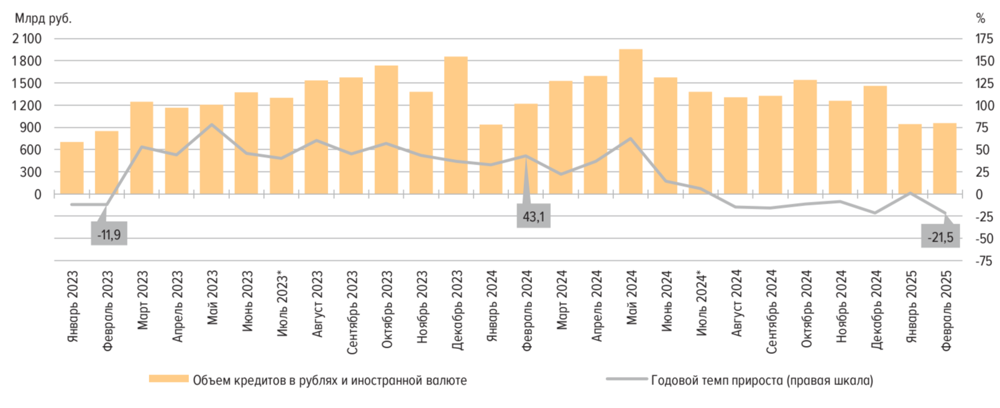 Млрд руб.
%
2 100
1 800
1 500
1 200
900
600
300
0
175
150
125
100
75
50
25
0
-25
-50
-75
-11,9
43,1
-21,5
Январь 2023
Февраль 2023
Март 2023
Апрель 2023
Май 2023
Июнь 2023
Июль 2023*
Август 2023
Сентябрь 2023
Октябрь 2023
Ноябрь 2023
Декабрь 2023
Январь 2024
Февраль 2024
Март 2024
Апрель 2024
Май 2024
Июнь 2024
Июль 2024*
Август 2024
Сентябрь 2024
Октябрь 2024
Ноябрь 2024
Декабрь 2024
Январь 2025
Февраль 2025
Объем кредитов в рублях и иностранной валюте
Годовой темп прироста (правая шкала)